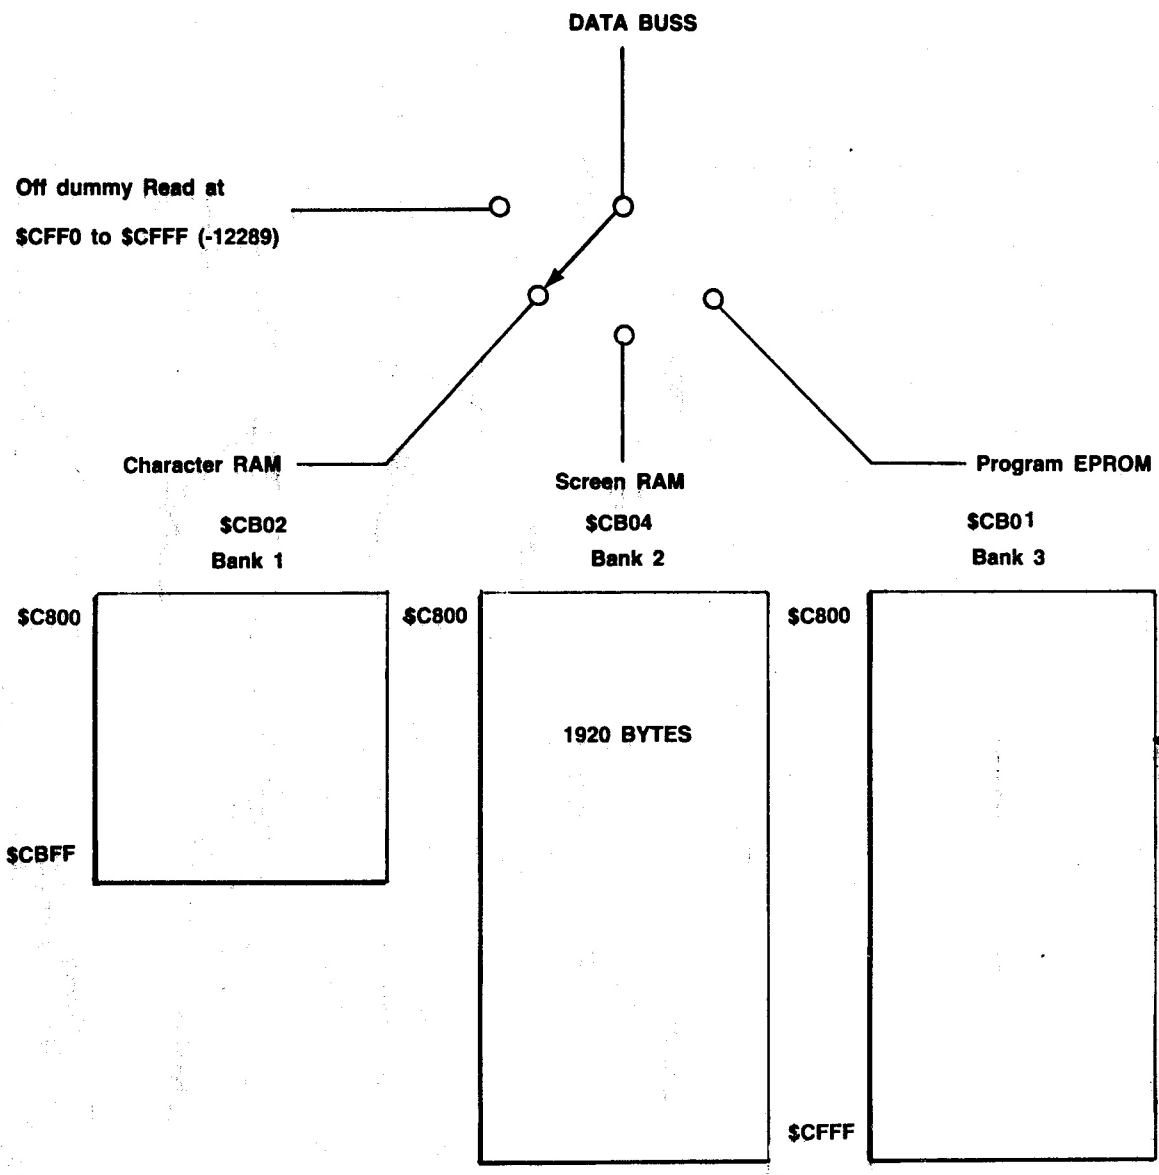 DATA BUSS
Off dummy Read at
$CFF0 to $CFFF (-12289)
Character RAM
Screen RAM
Program EPROM
$CB02
$CB04
$CB01
Bank 1
Bank 2
Bank 3
$C800
$C800
$C800
1920 BYTES
$CBFF
$CFFF